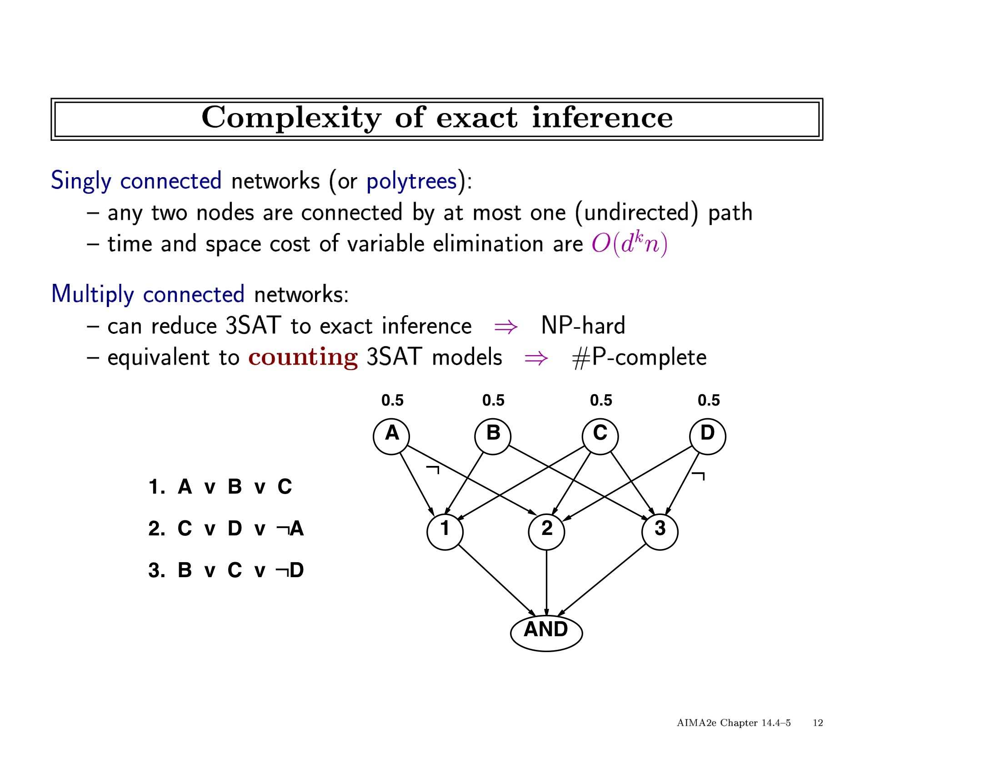 Complexity of exact inference
Singly connected networks (or polytrees):
– any two nodes are connected by at most one (undirected) path
– time and space cost of variable elimination are O(dᵏn)
Multiply connected networks:
– can reduce 3SAT to exact inference ⇒ NP-hard
– equivalent to counting 3SAT models ⇒ #P-complete
0.5 0.5 0.5 0.5
A B C D
¬ ¬
1. A v B v C
2. C v D v ¬A
3. B v C v ¬D
1 2 3
AND
AIMA2e Chapter 14.4–5 12